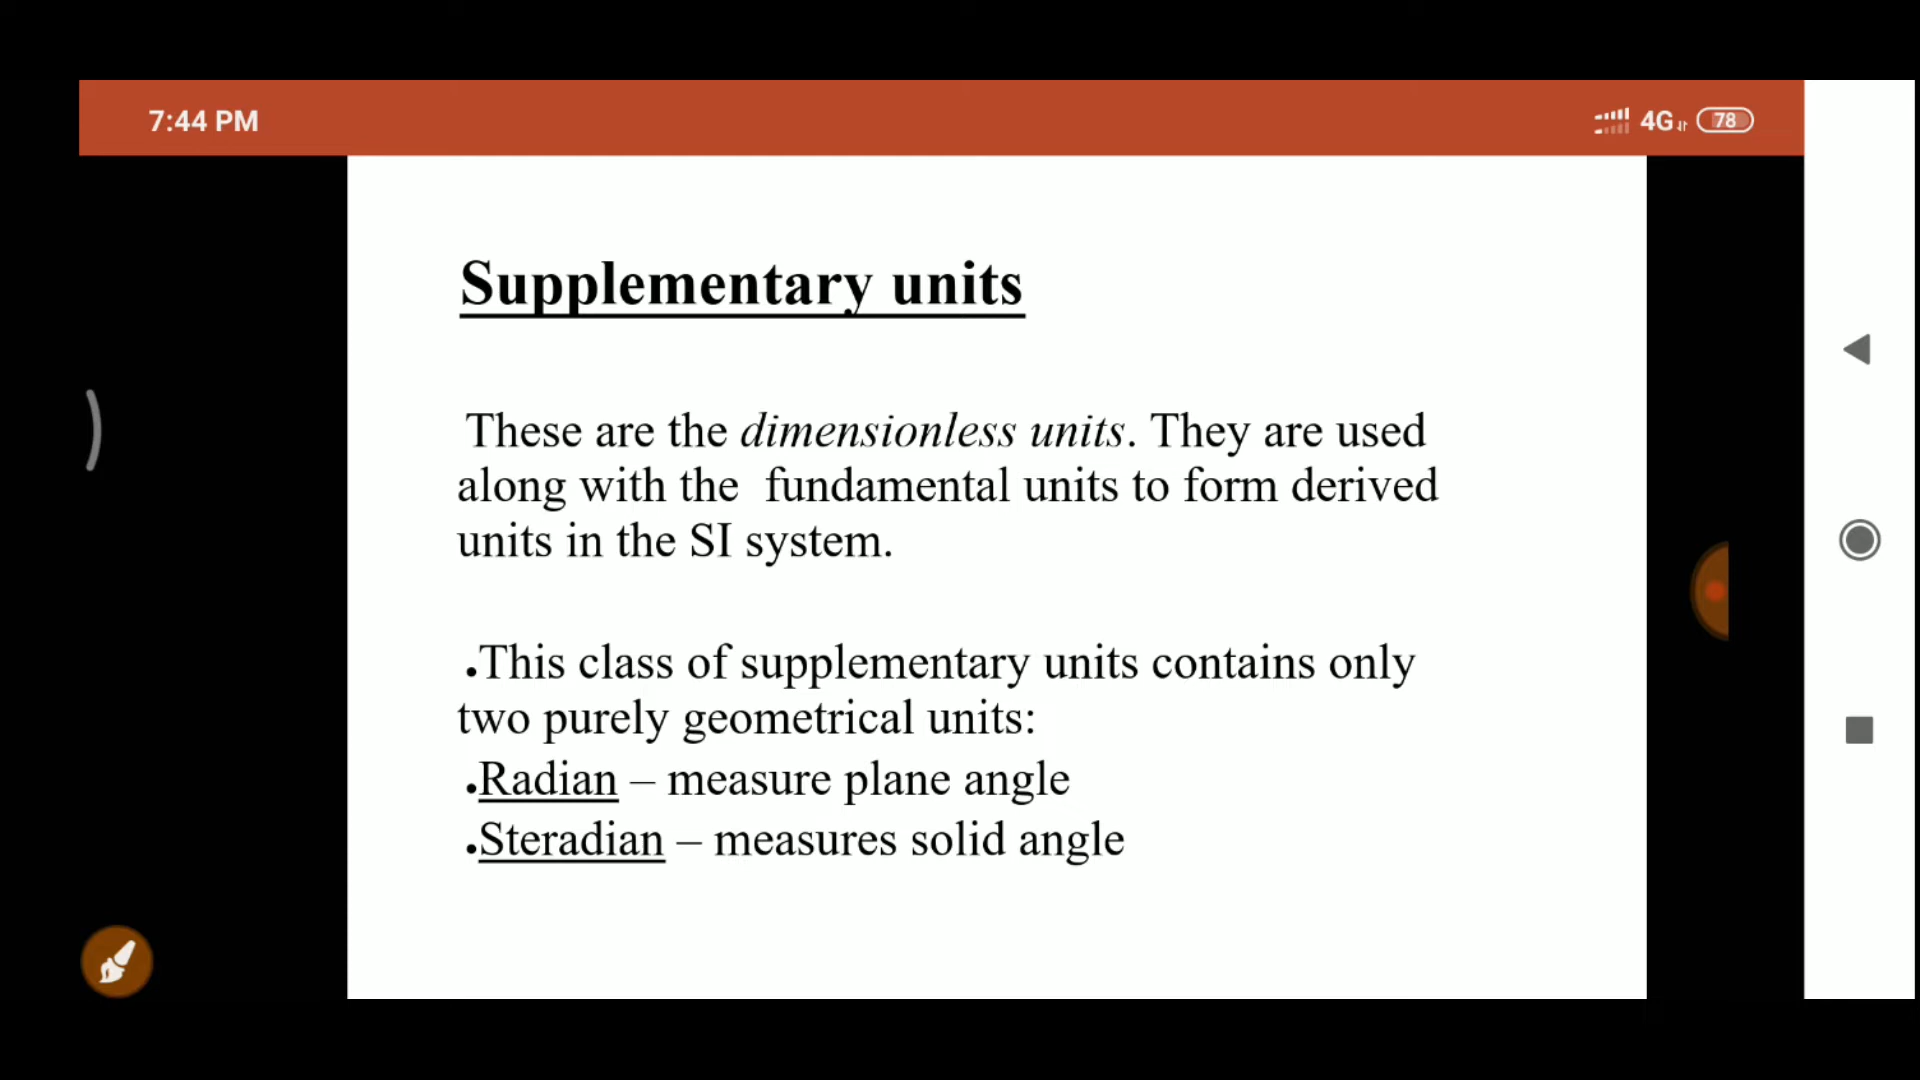 7:44 PM
4G 78
Supplementary units
These are the dimensionless units. They are used
along with the fundamental units to form derived
units in the SI system.
•This class of supplementary units contains only
two purely geometrical units:
•Radian – measure plane angle
•Steradian – measures solid angle